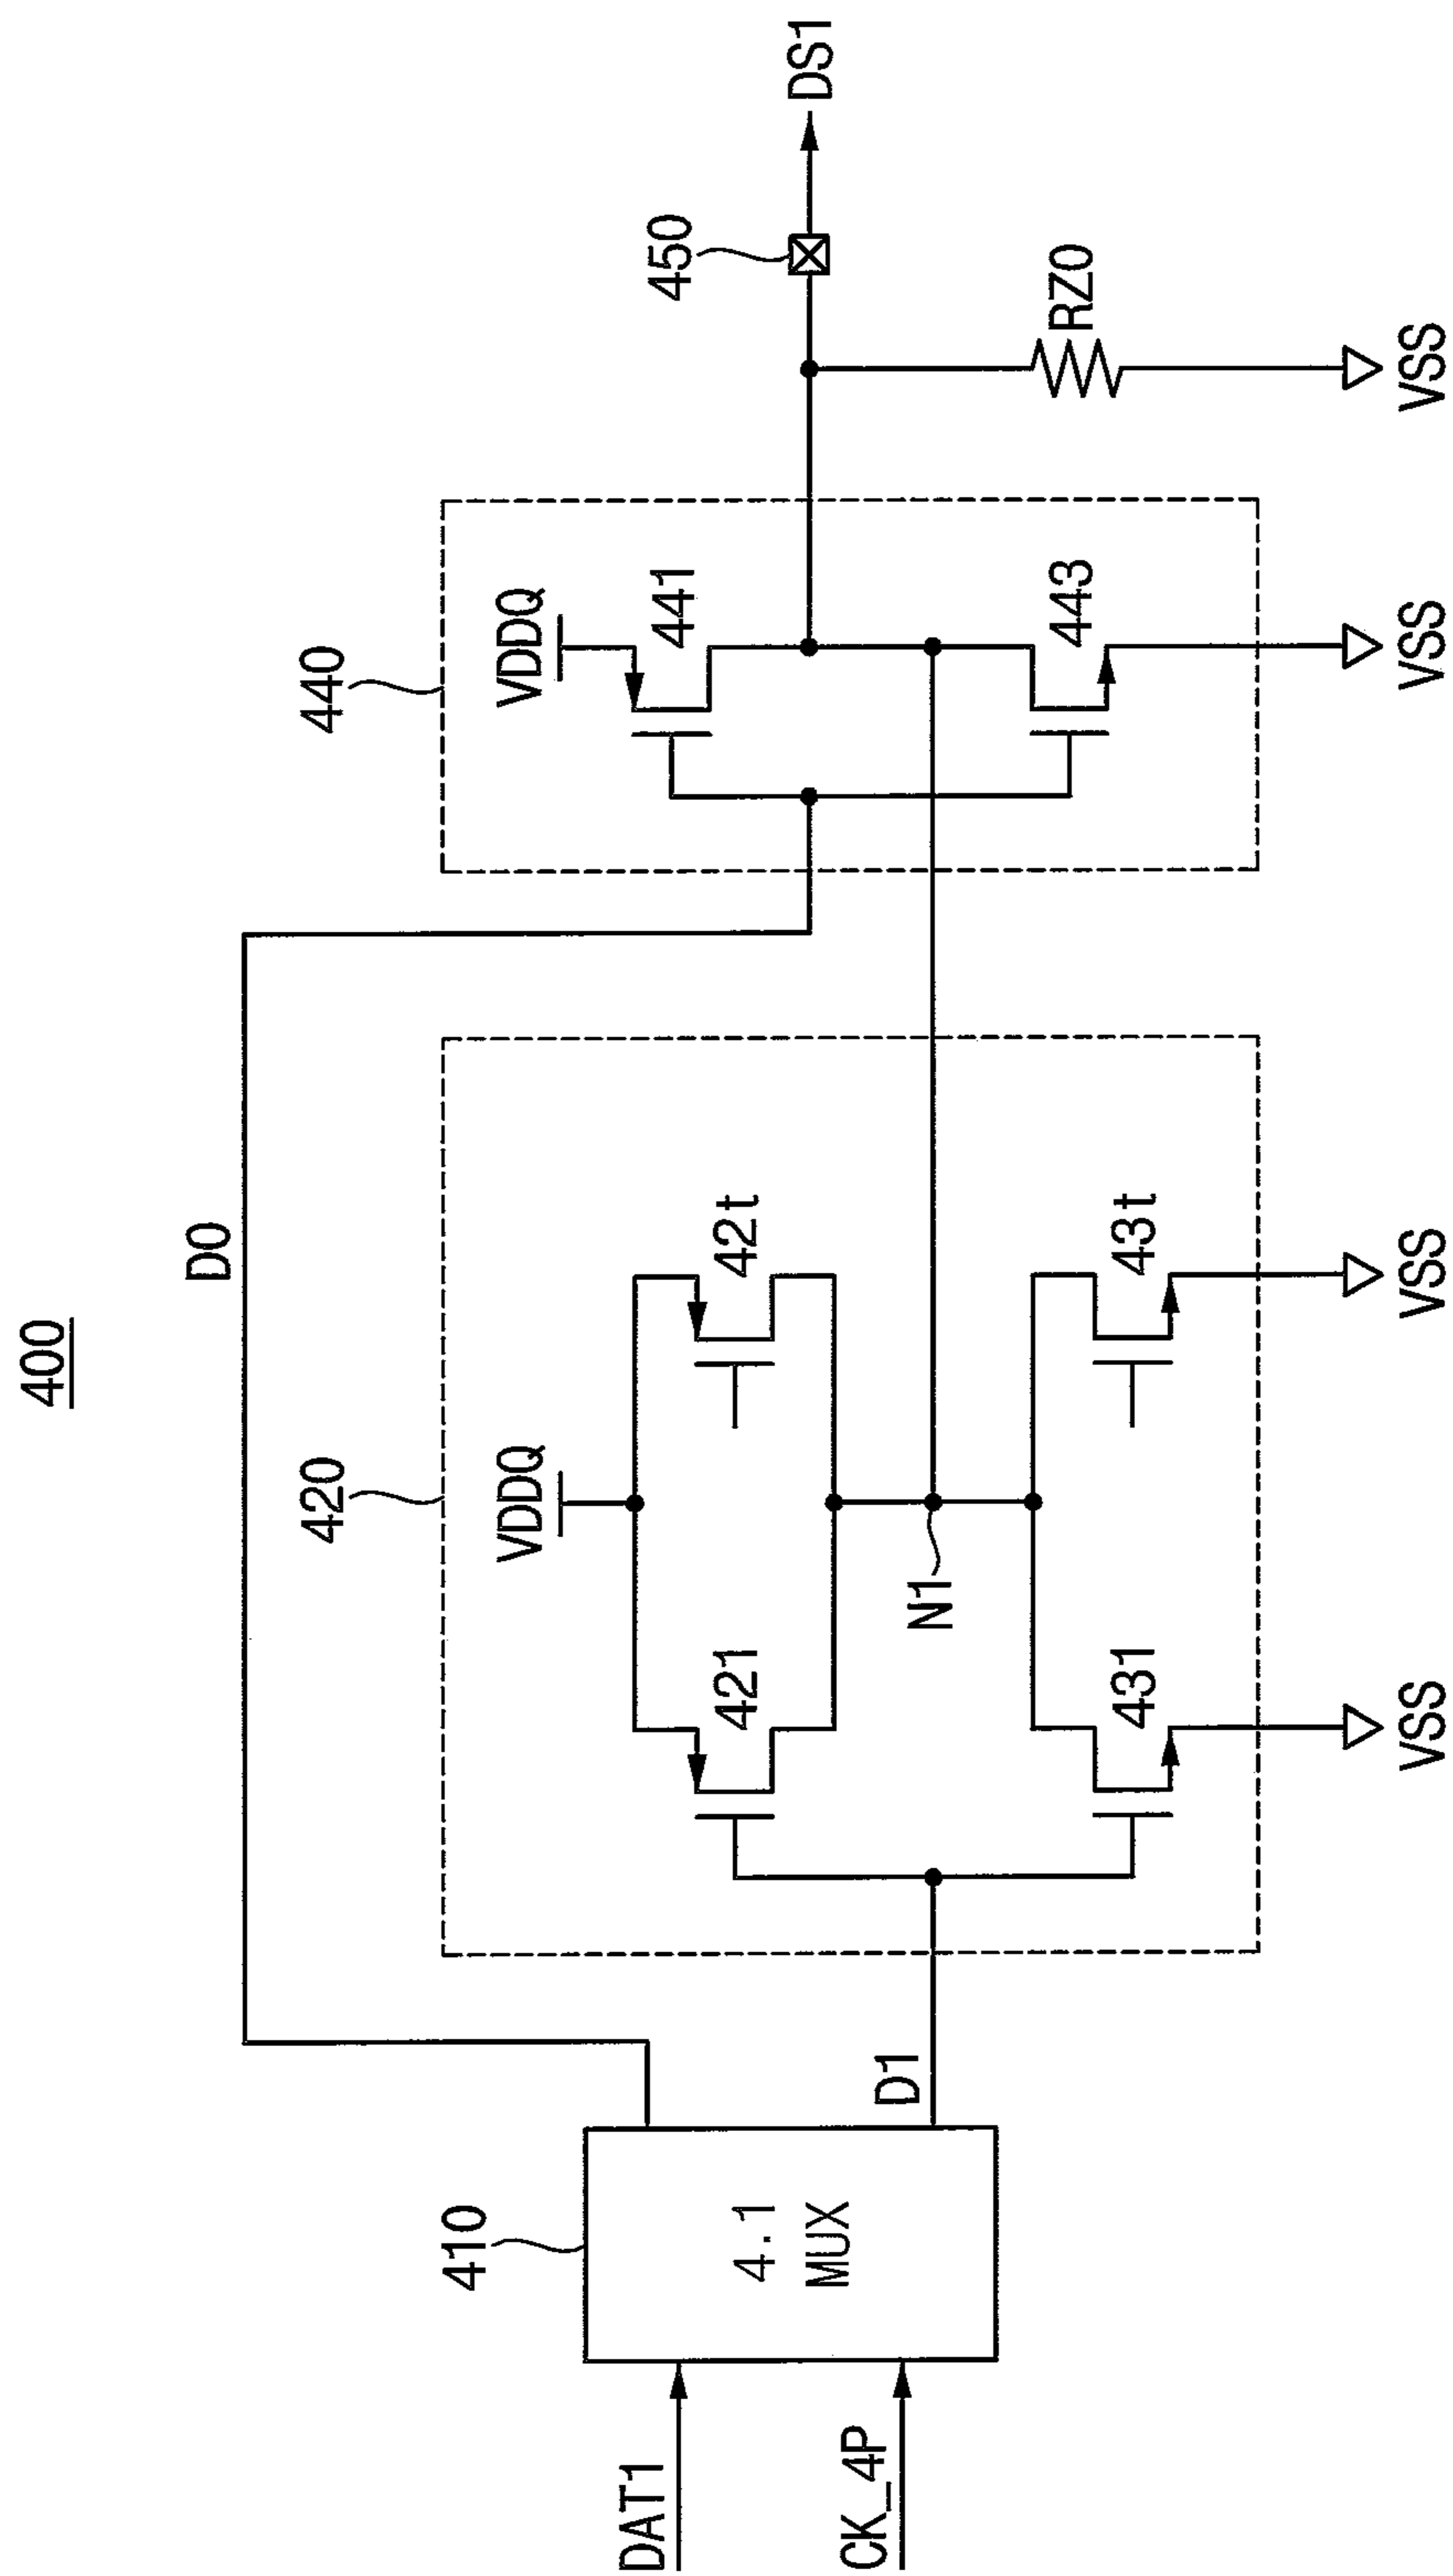 400
D0
420
440
VDDQ
VDDQ
450
DS1
421
42t
441
410
4.1
MUX
DAT1
CK_4P
D1
N1
431
43t
443
RZ0
VSS
VSS
VSS
VSS